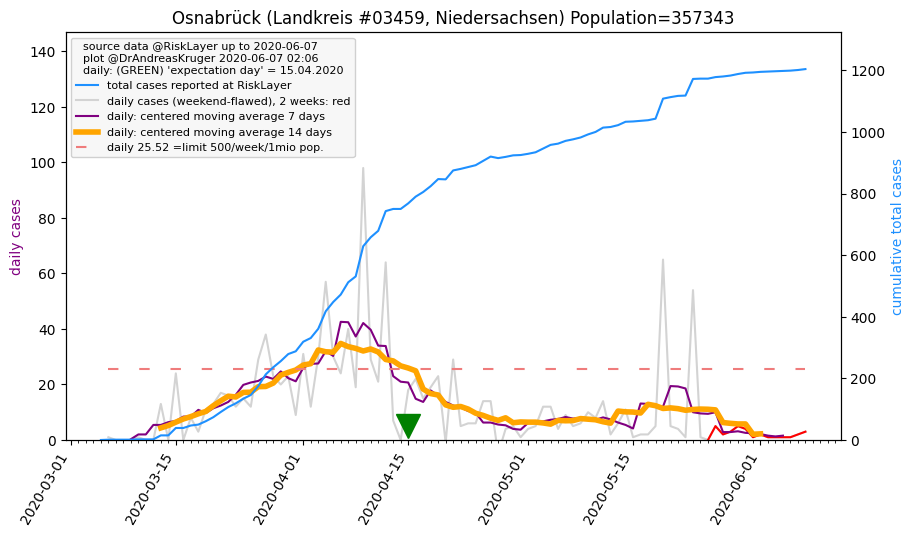 Osnabrück (Landkreis #03459, Niedersachsen) Population=357343
source data @RiskLayer up to 2020-06-07
plot @DrAndreasKruger 2020-06-07 02:06
daily: (GREEN) 'expectation day' = 15.04.2020
total cases reported at RiskLayer
daily cases (weekend-flawed), 2 weeks: red
daily: centered moving average 7 days
daily: centered moving average 14 days
daily 25.52 =limit 500/week/1mio pop.
daily cases
140
120
100
80
60
40
20
0
cumulative total cases
1200
1000
800
600
400
200
0
2020-03-01
2020-03-15
2020-04-01
2020-04-15
2020-05-01
2020-05-15
2020-06-01